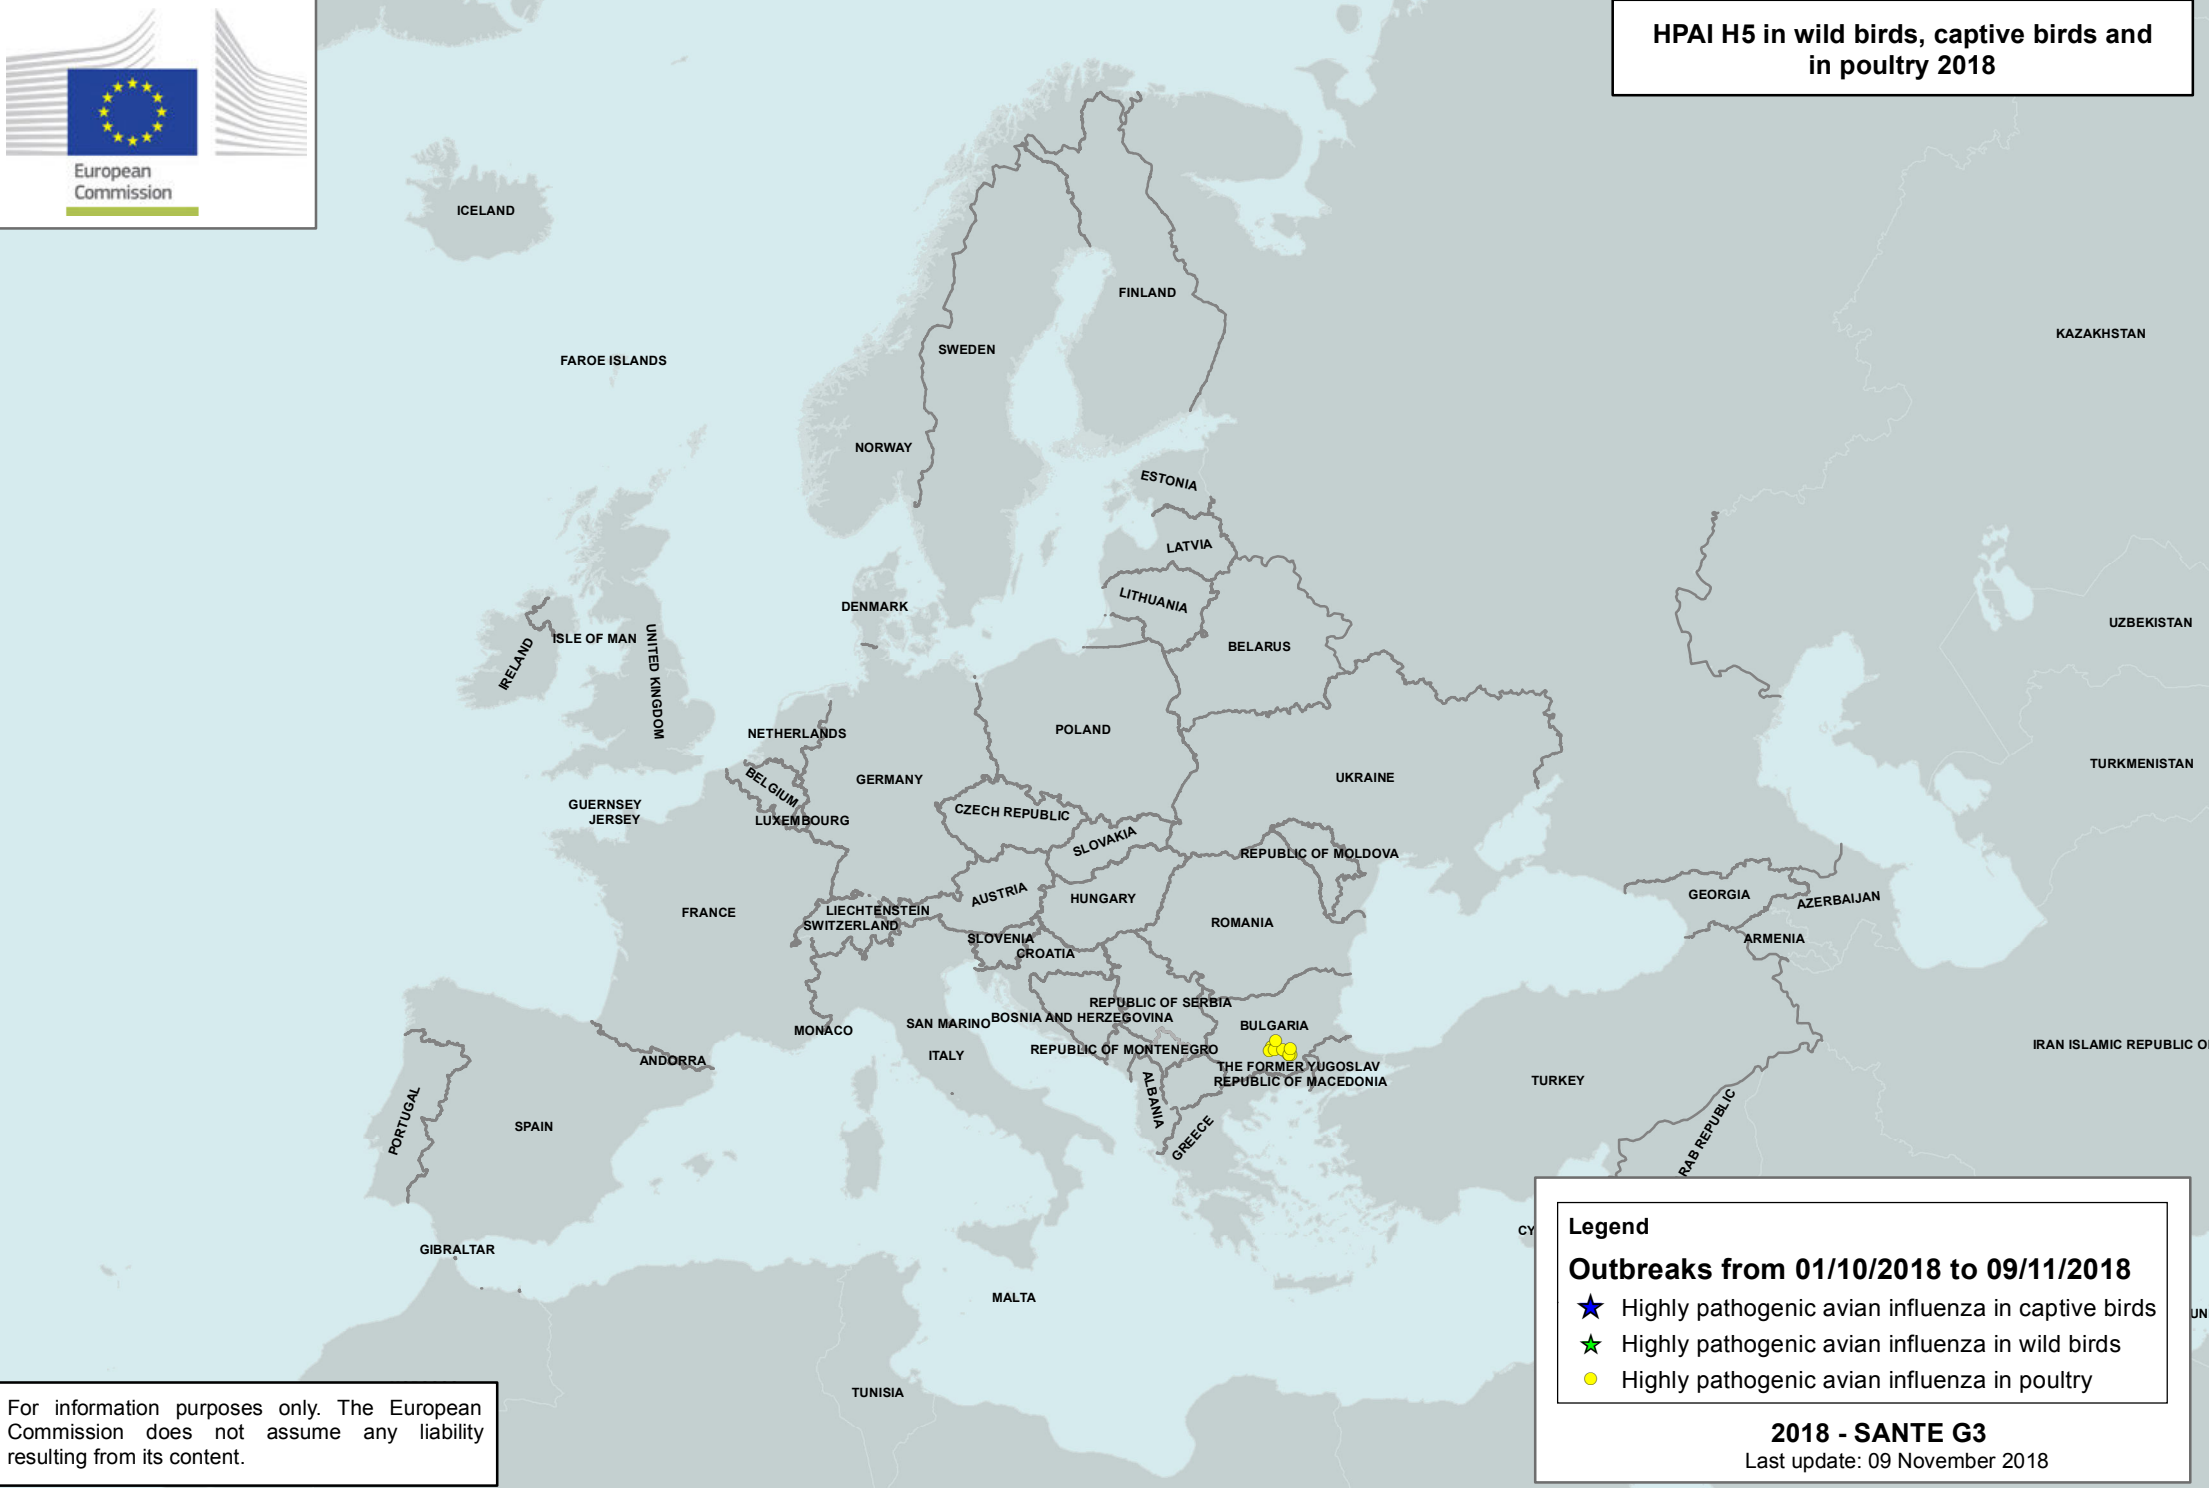 European
Commission
HPAI H5 in wild birds, captive birds and
in poultry 2018
ICELAND
FINLAND
KAZAKHSTAN
SWEDEN
FAROE ISLANDS
NORWAY
ESTONIA
LATVIA
LITHUANIA
DENMARK
ISLE OF MAN
UNITED KINGDOM
IRELAND
BELARUS
UZBEKISTAN
NETHERLANDS
POLAND
TURKMENISTAN
BELGIUM
GERMANY
UKRAINE
GUERNSEY
JERSEY
LUXEMBOURG
CZECH REPUBLIC
SLOVAKIA
REPUBLIC OF MOLDOVA
AUSTRIA
HUNGARY
GEORGIA
AZERBAIJAN
FRANCE
LIECHTENSTEIN
SWITZERLAND
ROMANIA
SLOVENIA
CROATIA
ARMENIA
REPUBLIC OF SERBIA
BOSNIA AND HERZEGOVINA
SAN MARINO
MONACO
BULGARIA
ITALY
REPUBLIC OF MONTENEGRO
IRAN ISLAMIC REPUBLIC O
ANDORRA
THE FORMER YUGOSLAV
REPUBLIC OF MACEDONIA
TURKEY
ALBANIA
PORTUGAL
SPAIN
GREECE
RAB REPUBLIC
GIBRALTAR
CY
MALTA
TUNISIA
UN
Legend
Outbreaks from 01/10/2018 to 09/11/2018
Highly pathogenic avian influenza in captive birds
Highly pathogenic avian influenza in wild birds
Highly pathogenic avian influenza in poultry
2018 - SANTE G3
Last update: 09 November 2018
For information purposes only. The European
Commission does not assume any liability
resulting from its content.